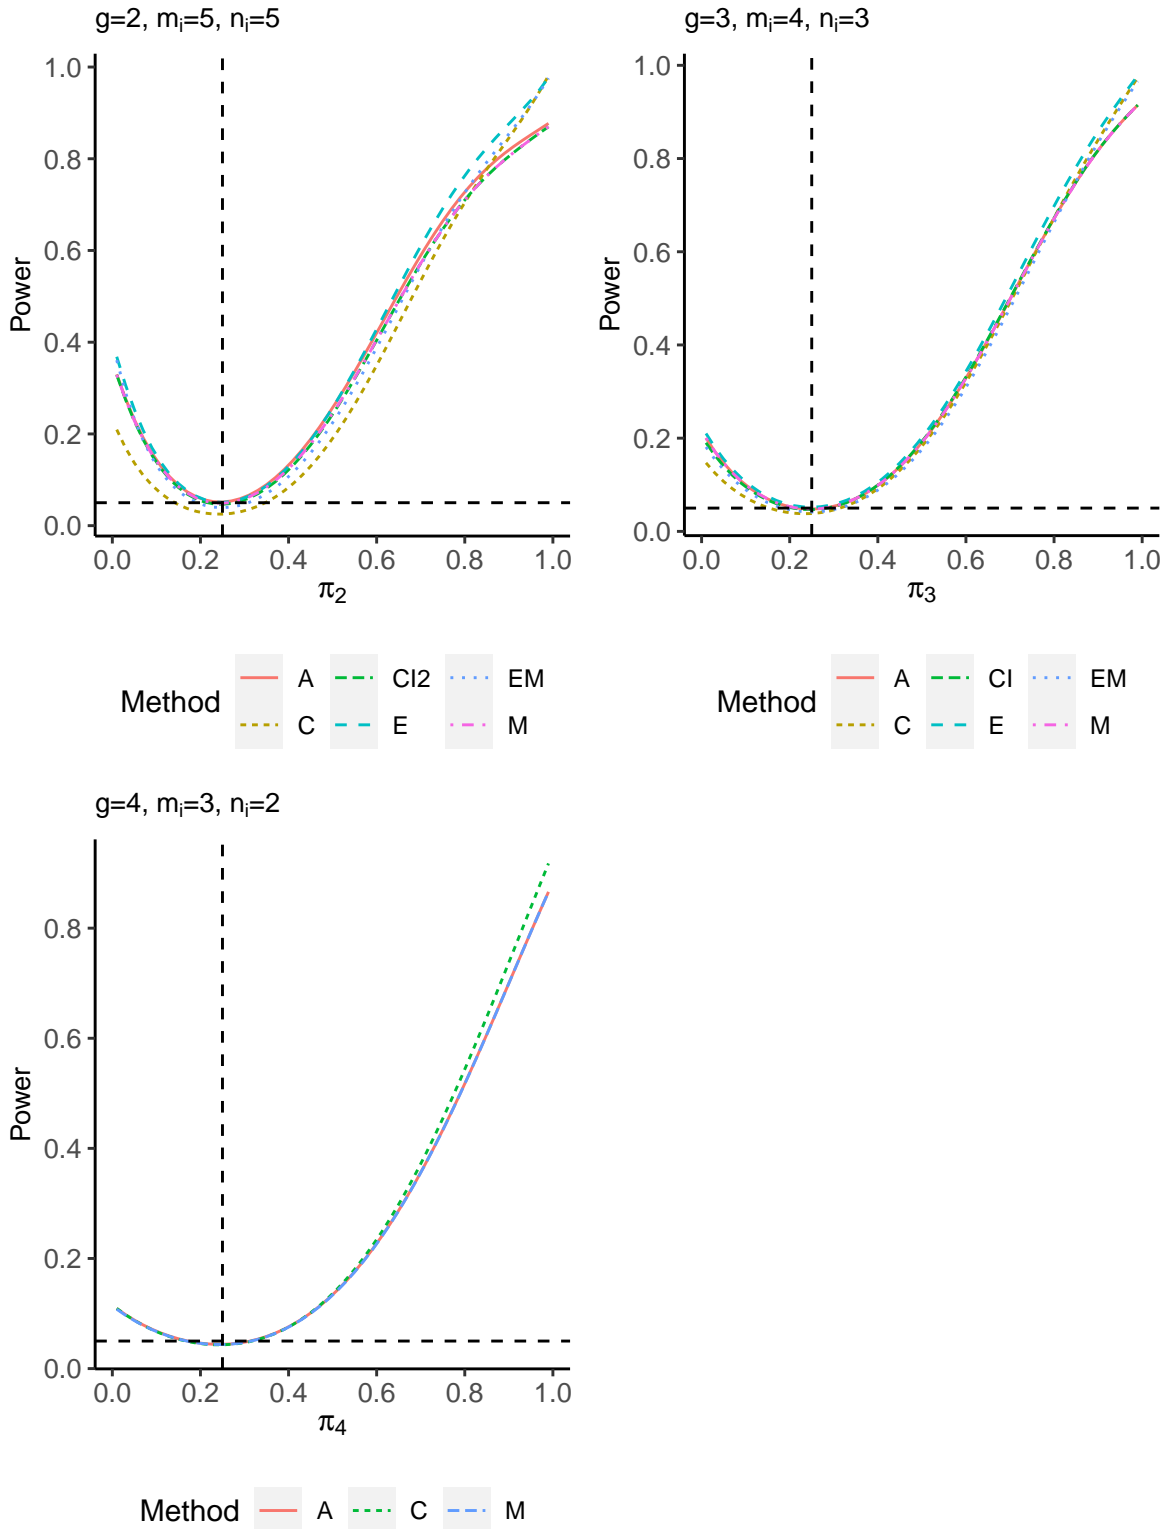 g=2, mᵢ=5, nᵢ=5
1.0
0.8
0.6
0.4
0.2
0.0
Power
0.0 0.2 0.4 0.6 0.8 1.0
π₂
Method A CI2 EM
C E M
g=3, mᵢ=4, nᵢ=3
1.0
0.8
0.6
0.4
0.2
0.0
Power
0.0 0.2 0.4 0.6 0.8 1.0
π₃
Method A CI EM
C E M
g=4, mᵢ=3, nᵢ=2
0.8
0.6
0.4
0.2
0.0
Power
0.0 0.2 0.4 0.6 0.8 1.0
π₄
Method A C M